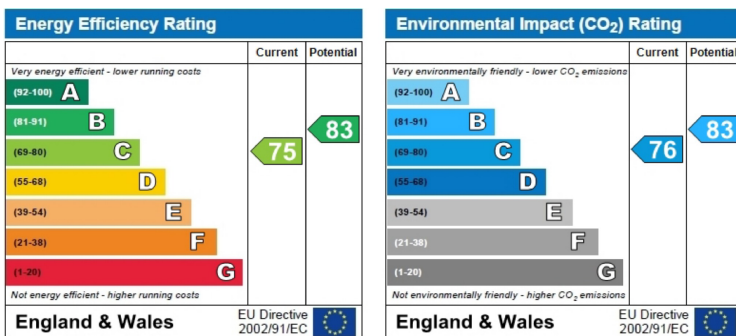 Energy Efficiency Rating
Current Potential
Very energy efficient - lower running costs
(92-100) A
(81-91) B
83
(69-80) C
75
(55-68) D
(39-54) E
(21-38) F
(1-20) G
Not energy efficient - higher running costs
England & Wales
EU Directive
2002/91/EC
Environmental Impact (CO₂) Rating
Current Potential
Very environmentally friendly - lower CO₂ emissions
(92-100) A
(81-91) B
83
(69-80) C
76
(55-68) D
(39-54) E
(21-38) F
(1-20) G
Not environmentally friendly - higher CO₂ emissions
England & Wales
EU Directive
2002/91/EC